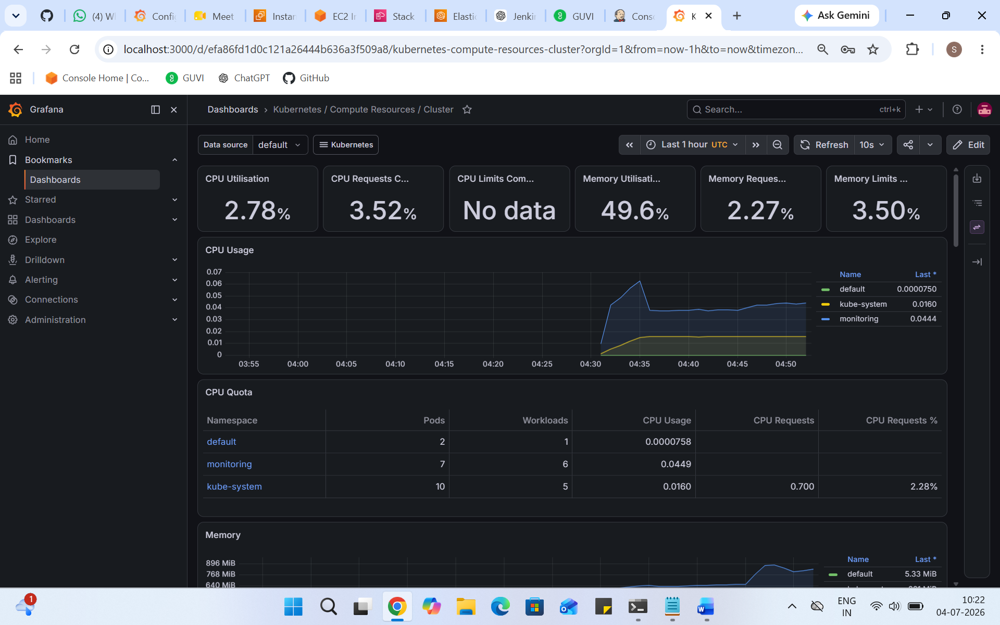 (4) W
Config
Meet
Instan
EC2 In
Stack
Elastic
Jenkin
GUVI
Conso
K
Ask Gemini
localhost:3000/d/efa86fd1d0c121a26444b636a3f509a8/kubernetes-compute-resources-cluster?orgId=1&from=now-1h&to=now&timezon...
S
Console Home | Co...
GUVI
ChatGPT
GitHub
Grafana
Dashboards › Kubernetes / Compute Resources / Cluster
Search... ctrl+k
Home
Bookmarks
Dashboards
Starred
Dashboards
Explore
Drilldown
Alerting
Connections
Administration
Data source default
Kubernetes
Last 1 hour UTC
Refresh 10s
Edit
CPU Utilisation
2.78%
CPU Requests C...
3.52%
CPU Limits Com...
No data
Memory Utilisati...
49.6%
Memory Reques...
2.27%
Memory Limits ...
3.50%
CPU Usage
0.07
0.06
0.05
0.04
0.03
0.02
0.01
0
03:55 04:00 04:05 04:10 04:15 04:20 04:25 04:30 04:35 04:40 04:45 04:50
Name Last *
default 0.0000750
kube-system 0.0160
monitoring 0.0444
CPU Quota
Namespace Pods Workloads CPU Usage CPU Requests CPU Requests %
default 2 1 0.0000758
monitoring 7 6 0.0449
kube-system 10 5 0.0160 0.700 2.28%
Memory
896 MiB
768 MiB
640 MiB
Name Last *
default 5.33 MiB
1
ENG
IN
10:22
04-07-2026